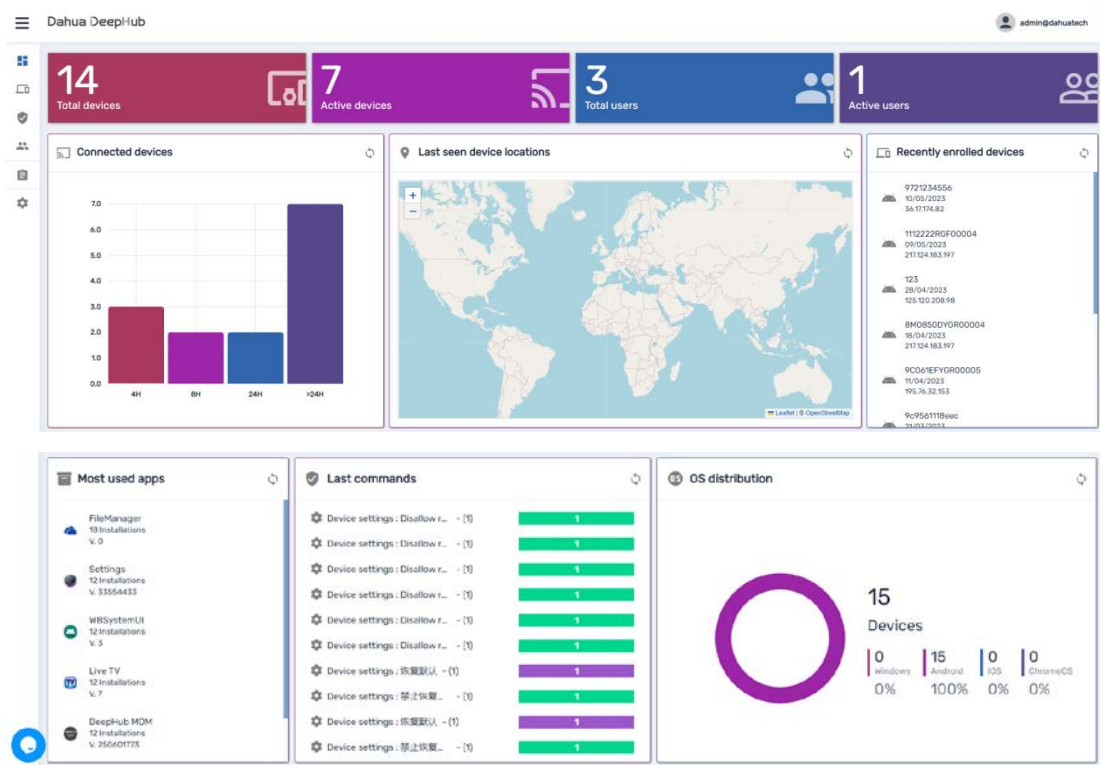 Dahua DeepHub
admin@dahuatech
14
Total devices
7
Active devices
3
Total users
1
Active users
Connected devices
7.0
6.0
5.0
4.0
3.0
2.0
1.0
0.0
4H
8H
24H
>24H
Last seen device locations
+
−
Leaflet | © OpenStreetMap
Recently enrolled devices
9721234556
10/05/2023
36.17.174.82
1112222RGF00004
09/05/2023
217.124.183.197
123
28/04/2023
125.120.208.98
8M0850DYGR00004
18/04/2023
217.124.183.197
9C061EFYGR00005
11/04/2023
195.76.32.153
9c9561118eec
21/03/2023
Most used apps
FileManager
18 Installations
V. 0
Settings
12 Installations
V. 33554433
WBSystemUI
12 Installations
V. 3
Live TV
12 Installations
V. 7
DeepHub MDM
12 Installations
V. 250601773
Last commands
Device settings : Disallow r... - (1) 1
Device settings : Disallow r... - (1) 1
Device settings : Disallow r... - (1) 1
Device settings : Disallow r... - (1) 1
Device settings : Disallow r... - (1) 1
Device settings : Disallow r... - (1) 1
Device settings : 恢复默认 - (1) 1
Device settings : 禁止恢复... - (1) 1
Device settings : 恢复默认 - (1) 1
Device settings : 禁止恢复... - (1) 1
OS distribution
15
Devices
0
Windows
0%
15
Android
100%
0
IOS
0%
0
ChromeOS
0%